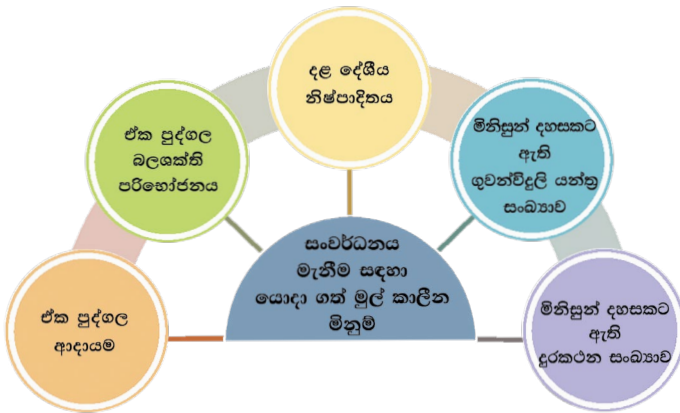 දළ දේශීය
නිෂ්පාදිතය
ඒක පුද්ගල
බලශක්ති
පරිභෝජනය
මිනිසුන් දහසකට
ඇති
ගුවන්විදුලි යන්ත්‍ර
සංඛ්‍යාව
සංවර්ධනය
මැනීම සඳහා
යොදා ගත් මුල් කාලීන
මිනුම්
ඒක පුද්ගල
ආදායම
මිනිසුන් දහසකට
ඇති
දුරකථන සංඛ්‍යාව